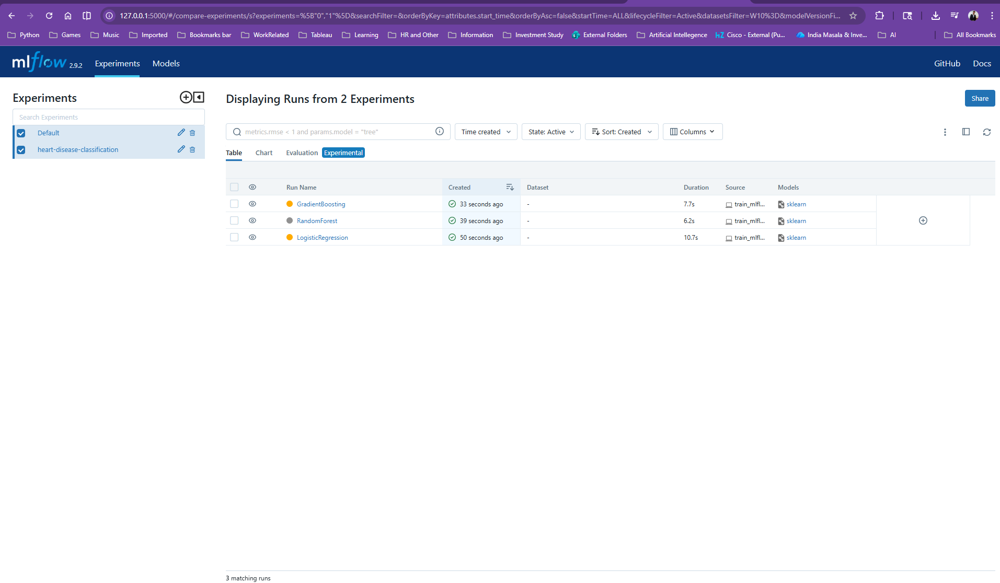 127.0.0.1:5000/#/compare-experiments/s?experiments=%5B"0","1"%5D&searchFilter=&orderByKey=attributes.start_time&orderByAsc=false&startTime=ALL&lifecycleFilter=Active&datasetsFilter=W10%3D&modelVersionFi...
Python Games Music Imported Bookmarks bar WorkRelated Tableau Learning HR and Other Information Investment Study External Folders Artificial Intellegence Cisco - External (Pu... India Masala & Inve... AI All Bookmarks
mlflow 2.9.2 Experiments Models GitHub Docs
Experiments
Search Experiments
Default
heart-disease-classification
Displaying Runs from 2 Experiments
Share
metrics.rmse < 1 and params.model = "tree" Time created State: Active Sort: Created Columns
Table Chart Evaluation Experimental
Run Name Created Dataset Duration Source Models
GradientBoosting 33 seconds ago - 7.7s train_mlfl... sklearn
RandomForest 39 seconds ago - 6.2s train_mlfl... sklearn
LogisticRegression 50 seconds ago - 10.7s train_mlfl... sklearn
3 matching runs